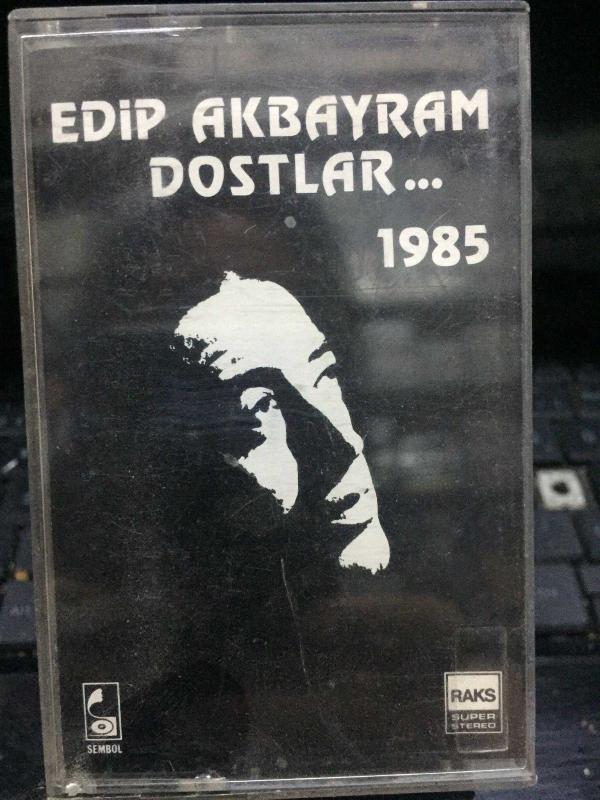 EDİP AKBAYRAM
DOSTLAR...
1985
SEMBOL
RAKS
SUPER
STEREO